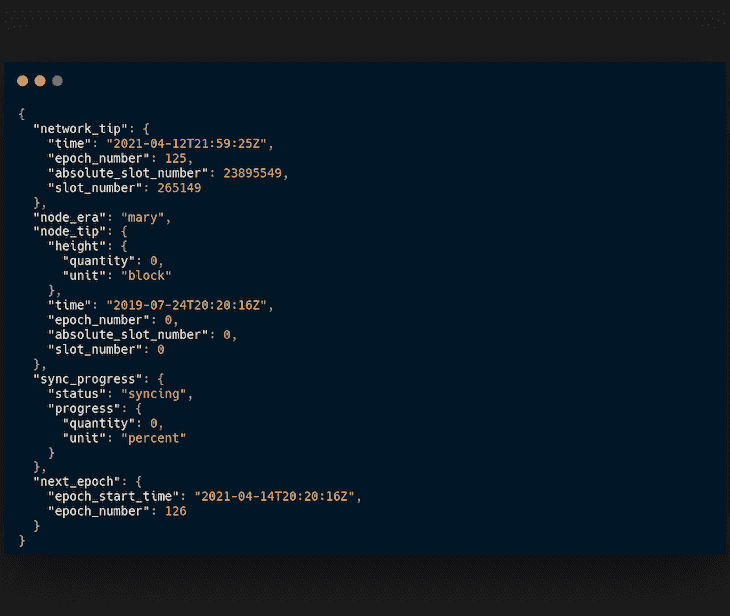 {
  "network_tip": {
    "time": "2021-04-12T21:59:25Z",
    "epoch_number": 125,
    "absolute_slot_number": 23895549,
    "slot_number": 265149
  },
  "node_era": "mary",
  "node_tip": {
    "height": {
      "quantity": 0,
      "unit": "block"
    },
    "time": "2019-07-24T20:20:16Z",
    "epoch_number": 0,
    "absolute_slot_number": 0,
    "slot_number": 0
  },
  "sync_progress": {
    "status": "syncing",
    "progress": {
      "quantity": 0,
      "unit": "percent"
    }
  },
  "next_epoch": {
    "epoch_start_time": "2021-04-14T20:20:16Z",
    "epoch_number": 126
  }
}